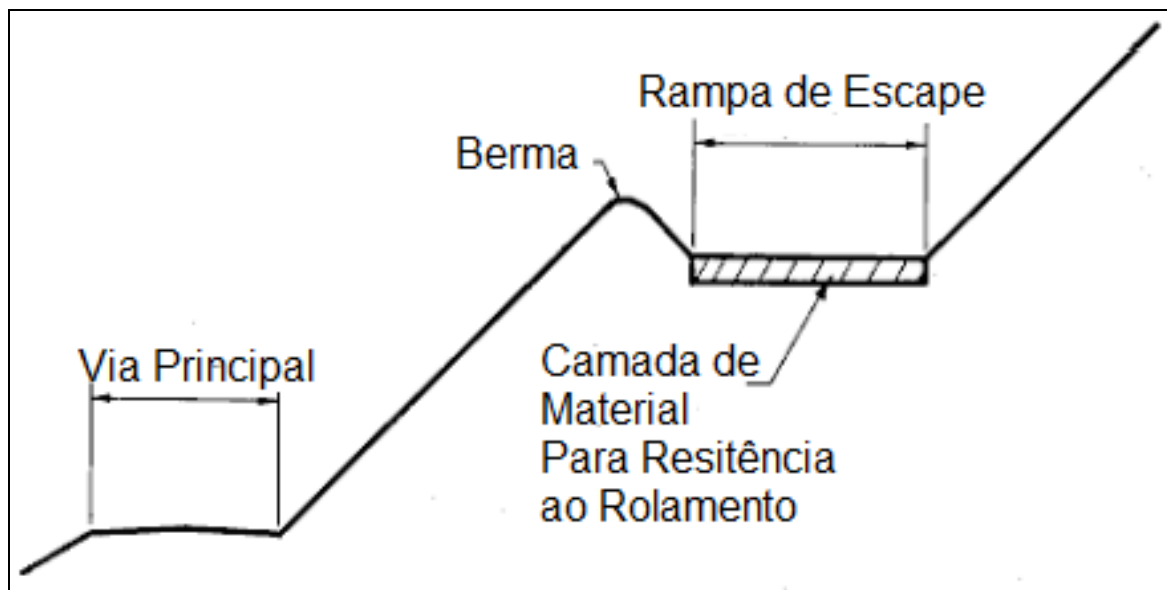 Rampa de Escape
Berma
Via Principal
Camada de
Material
Para Resitência
ao Rolamento